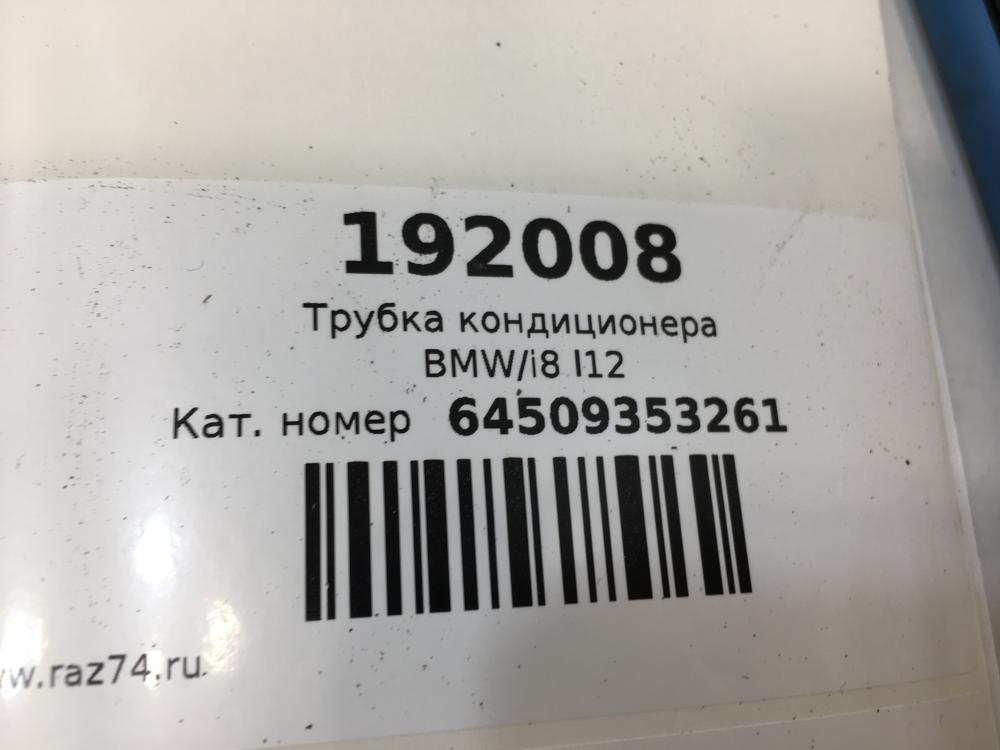 192008
Трубка кондиционера
BMW/i8 I12
Кат. номер 64509353261
w.raz74.ru